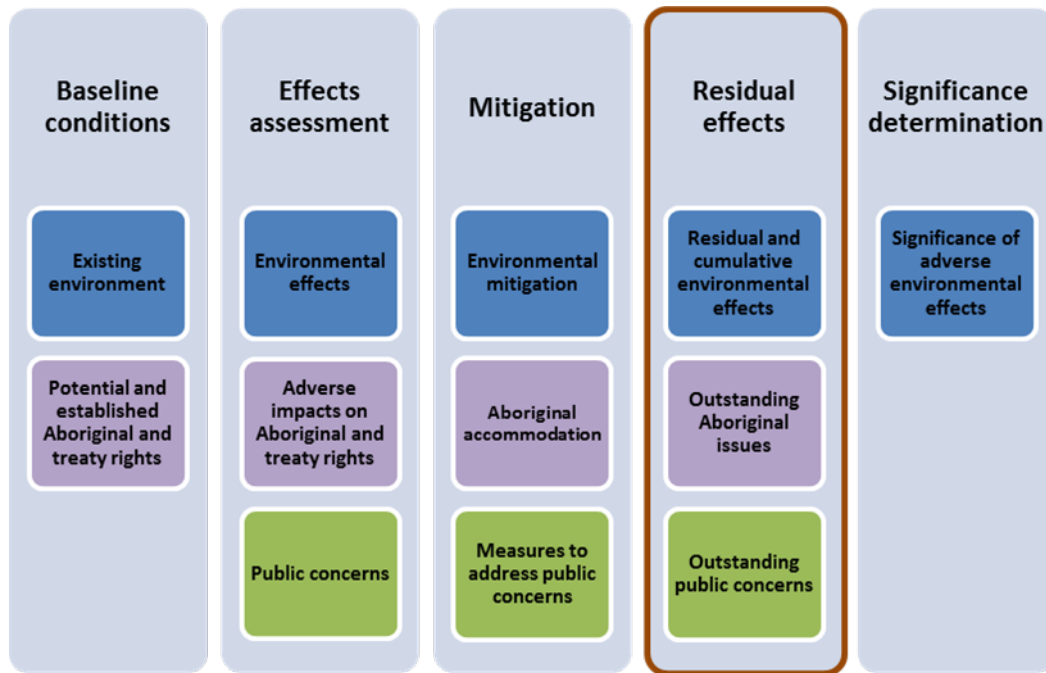 Baseline
conditions
Existing
environment
Potential and
established
Aboriginal and
treaty rights
Effects
assessment
Environmental
effects
Adverse
impacts on
Aboriginal and
treaty rights
Public concerns
Mitigation
Environmental
mitigation
Aboriginal
accommodation
Measures to
address public
concerns
Residual
effects
Residual and
cumulative
environmental
effects
Outstanding
Aboriginal
issues
Outstanding
public concerns
Significance
determination
Significance of
adverse
environmental
effects